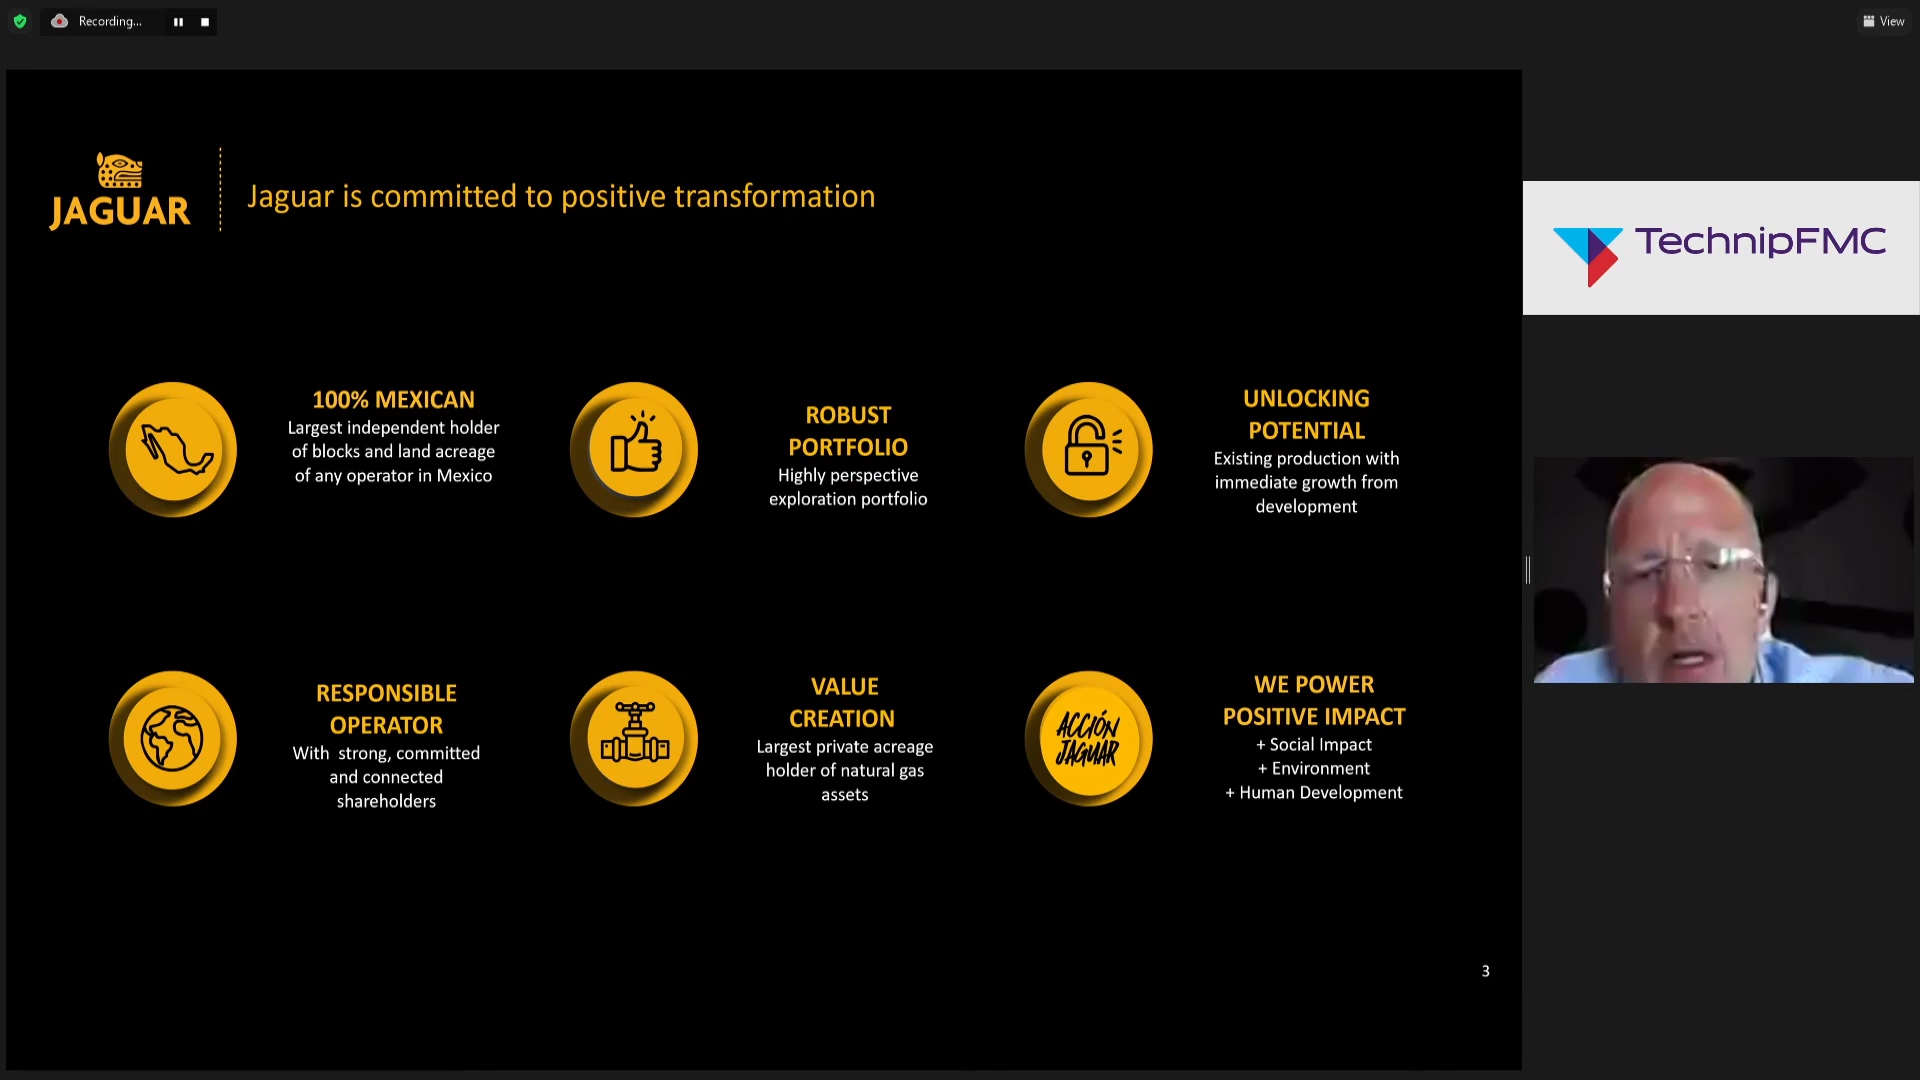 Recording...
View
JAGUAR
Jaguar is committed to positive transformation
TechnipFMC
100% MEXICAN
Largest independent holder
of blocks and land acreage
of any operator in Mexico
ROBUST
PORTFOLIO
Highly perspective
exploration portfolio
UNLOCKING
POTENTIAL
Existing production with
immediate growth from
development
RESPONSIBLE
OPERATOR
With strong, committed
and connected
shareholders
VALUE
CREATION
Largest private acreage
holder of natural gas
assets
ACCIÓN
JAGUAR
WE POWER
POSITIVE IMPACT
+ Social Impact
+ Environment
+ Human Development
3